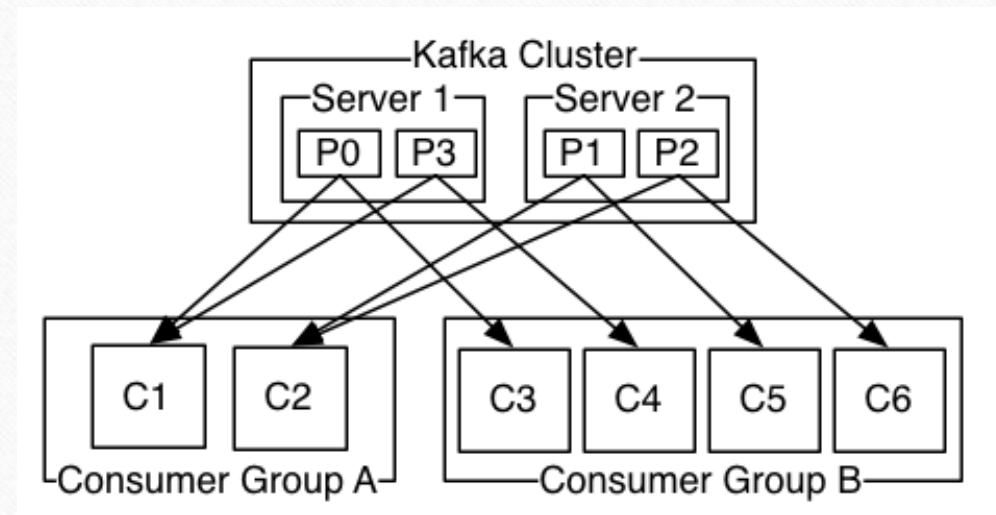 Kafka Cluster
Server 1 Server 2
P0 P3 P1 P2
C1 C2 C3 C4 C5 C6
Consumer Group A Consumer Group B